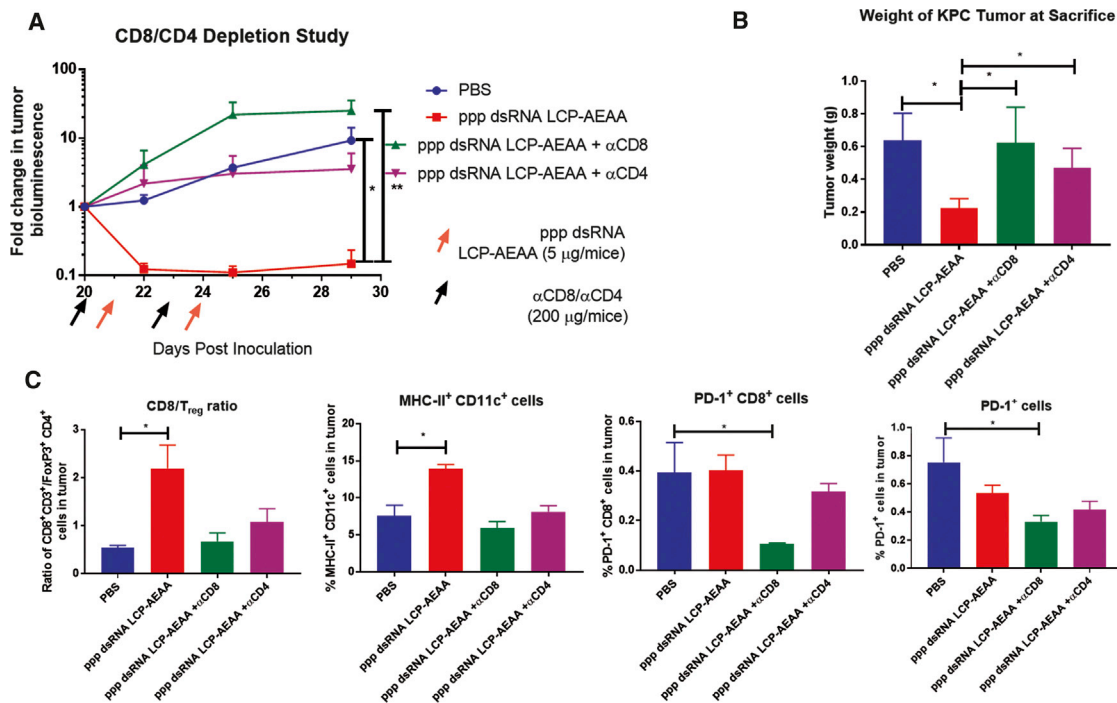 A
CD8/CD4 Depletion Study
Fold change in tumor
bioluminescence
100
10
1
0.1
20
22
24
26
28
30
Days Post Inoculation
PBS
ppp dsRNA LCP-AEAA
ppp dsRNA LCP-AEAA + αCD8
ppp dsRNA LCP-AEAA + αCD4
*
**
ppp dsRNA
LCP-AEAA (5 μg/mice)
αCD8/αCD4
(200 μg/mice)
B
Weight of KPC Tumor at Sacrifice
Tumor weight (g)
1.0
0.8
0.6
0.4
0.2
0.0
*
*
*
PBS
ppp dsRNA LCP-AEAA
ppp dsRNA LCP-AEAA +αCD8
ppp dsRNA LCP-AEAA +αCD4
C
CD8/Treg ratio
Ratio of CD8+CD3+/FoxP3+ CD4+
cells in tumor
3
2
1
0
*
PBS
ppp dsRNA LCP-AEAA
ppp dsRNA LCP-AEAA +αCD8
ppp dsRNA LCP-AEAA +αCD4
MHC-II+ CD11c+ cells
% MHC-II+ CD11c+ cells in tumor
20
15
10
5
0
*
PBS
ppp dsRNA LCP-AEAA
ppp dsRNA LCP-AEAA +αCD8
ppp dsRNA LCP-AEAA +αCD4
PD-1+ CD8+ cells
% PD-1+ CD8+ cells in tumor
0.6
0.4
0.2
0.0
*
PBS
ppp dsRNA LCP-AEAA
ppp dsRNA LCP-AEAA +αCD8
ppp dsRNA LCP-AEAA +αCD4
PD-1+ cells
% PD-1+ cells in tumor
1.0
0.8
0.6
0.4
0.2
0.0
*
PBS
ppp dsRNA LCP-AEAA
ppp dsRNA LCP-AEAA +αCD8
ppp dsRNA LCP-AEAA +αCD4